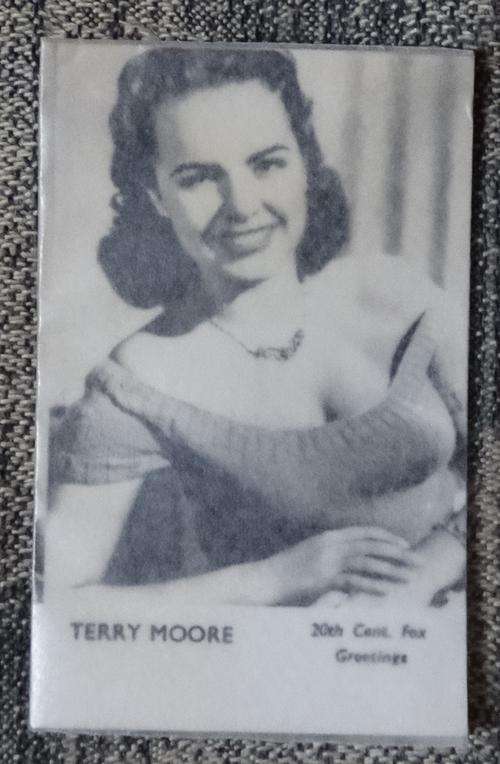 TERRY MOORE
20th Cent. Fox
Greetings